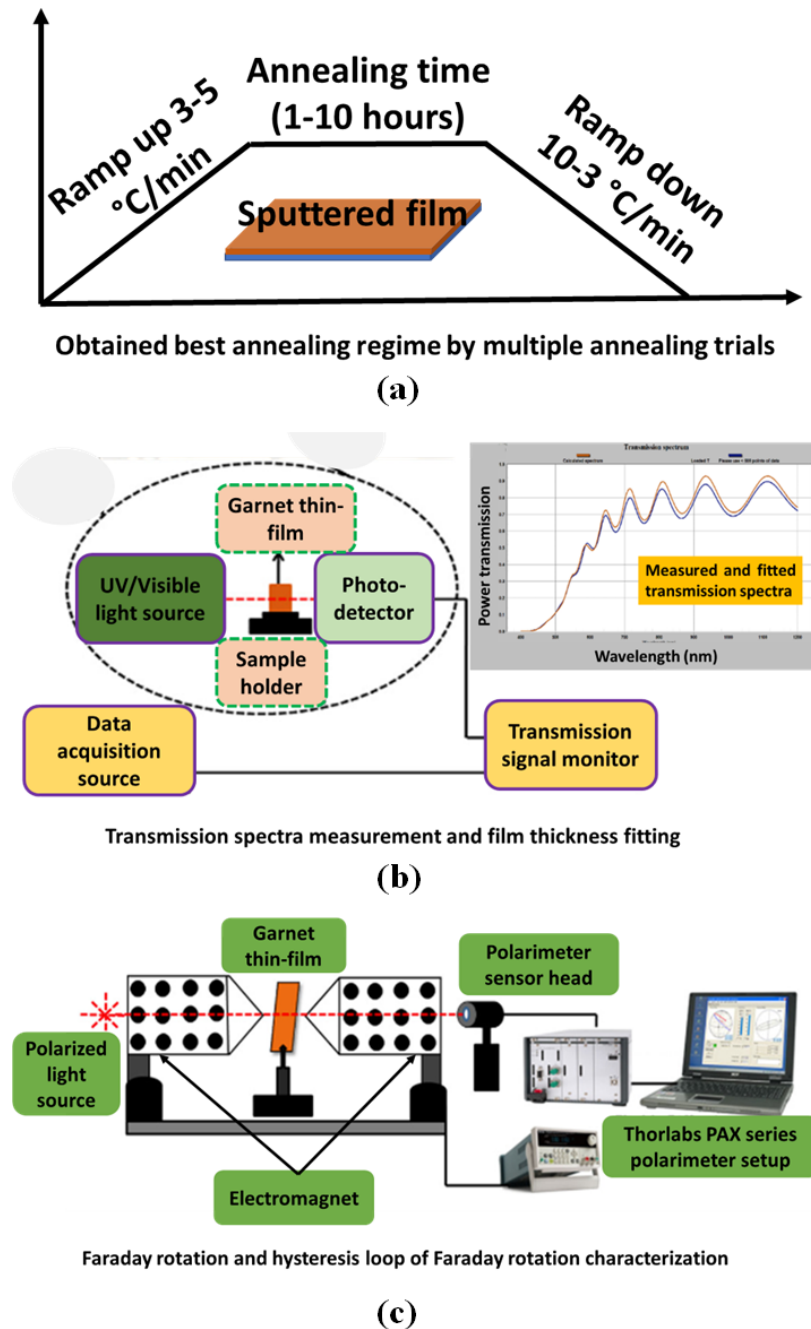 Ramp up 3-5
°C/min
Annealing time
(1-10 hours)
Ramp down
10-3 °C/min
Sputtered film
Obtained best annealing regime by multiple annealing trials
(a)
Garnet thin-
film
UV/Visible
light source
Photo-
detector
Sample
holder
Data
acquisition
source
Transmission
signal monitor
Transmission spectrum
Calculated spectrum
Power transmission
Measured and fitted
transmission spectra
Wavelength (nm)
Transmission spectra measurement and film thickness fitting
(b)
Garnet
thin-film
Polarimeter
sensor head
Polarized
light
source
Electromagnet
Thorlabs PAX series
polarimeter setup
Faraday rotation and hysteresis loop of Faraday rotation characterization
(c)